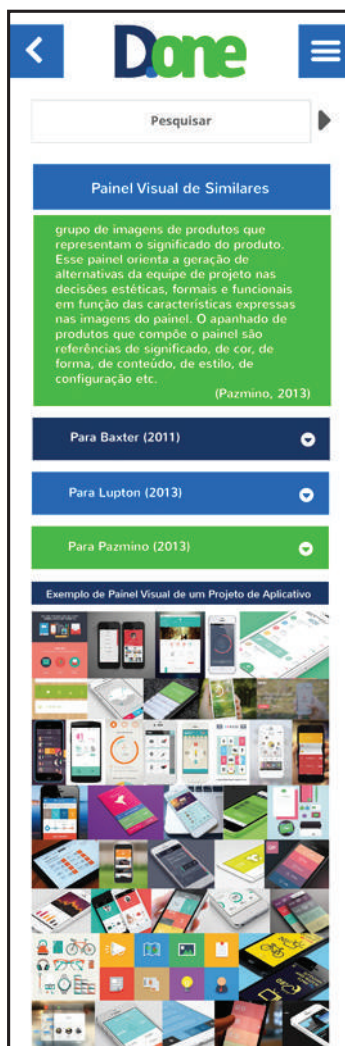 D.one
Pesquisar
Painel Visual de Similares
grupo de imagens de produtos que
representam o significado do produto.
Esse painel orienta a geração de
alternativas da equipe de projeto nas
decisões estéticas, formais e funcionais
em função das características expressas
nas imagens do painel. O apanhado de
produtos que compõe o painel são
referências de significado, de cor, de
forma, de conteúdo, de estilo, de
configuração etc.
(Pazmino, 2013)
Para Baxter (2011)
Para Lupton (2013)
Para Pazmino (2013)
Exemplo de Painel Visual de um Projeto de Aplicativo